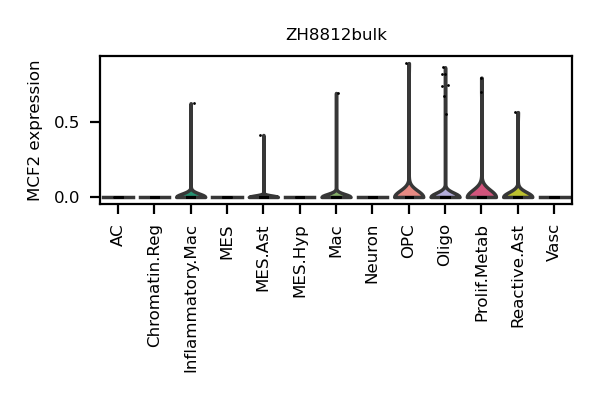 ZH8812bulk
MCF2 expression
0.5
0.0
AC
Chromatin.Reg
Inflammatory.Mac
MES
MES.Ast
MES.Hyp
Mac
Neuron
OPC
Oligo
Prolif.Metab
Reactive.Ast
Vasc